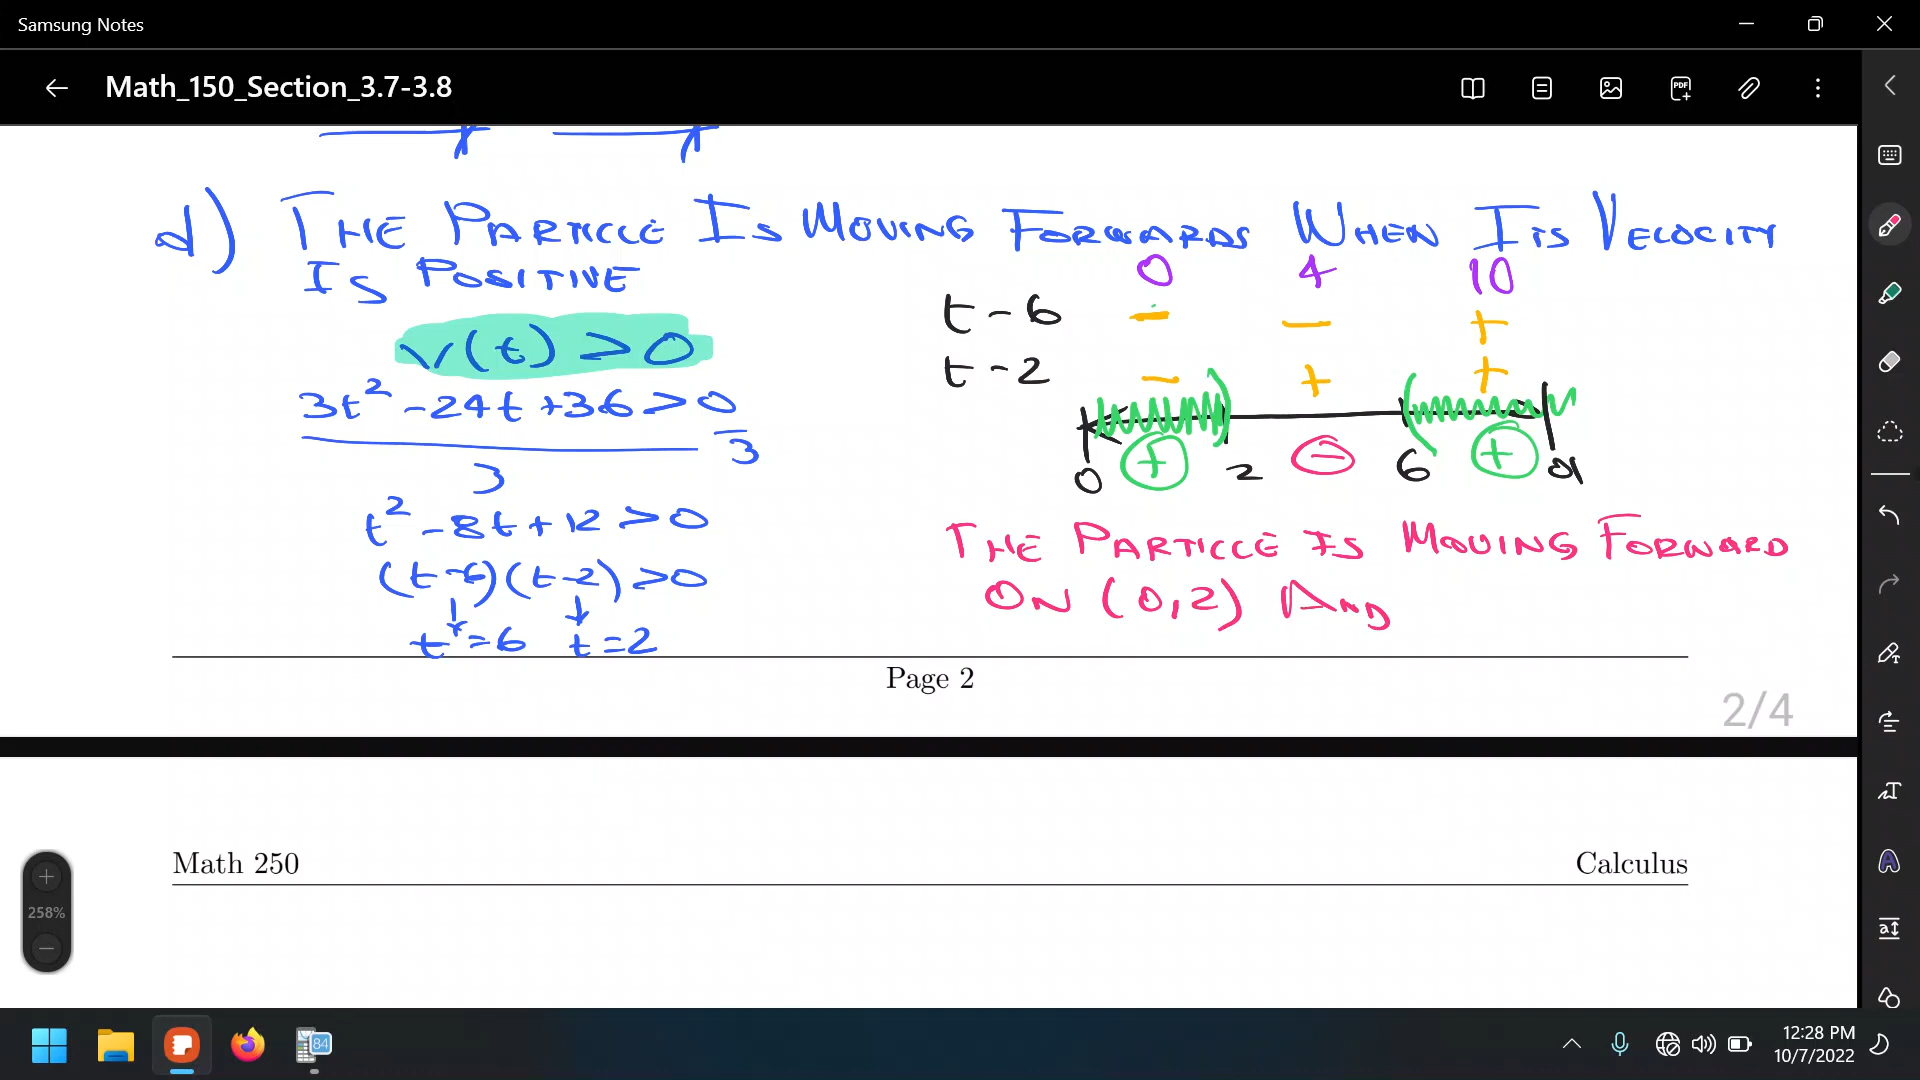 Samsung Notes
Math_150_Section_3.7-3.8
d) THE PARTICLE IS MOVING FORWARDS WHEN ITS VELOCITY
IS POSITIVE
0 4 10
t - 6 - - +
t - 2 - + +
v(t) > 0
3t² - 24t + 36 > 0
3 3
t² - 8t + 12 > 0
(t-6)(t-2) > 0
t = 6 t = 2
0 + 2 - 6 +
THE PARTICLE IS MOVING FORWARD
ON (0,2) AND
Page 2
2/4
Math 250 Calculus
258%
84
12:28 PM
10/7/2022